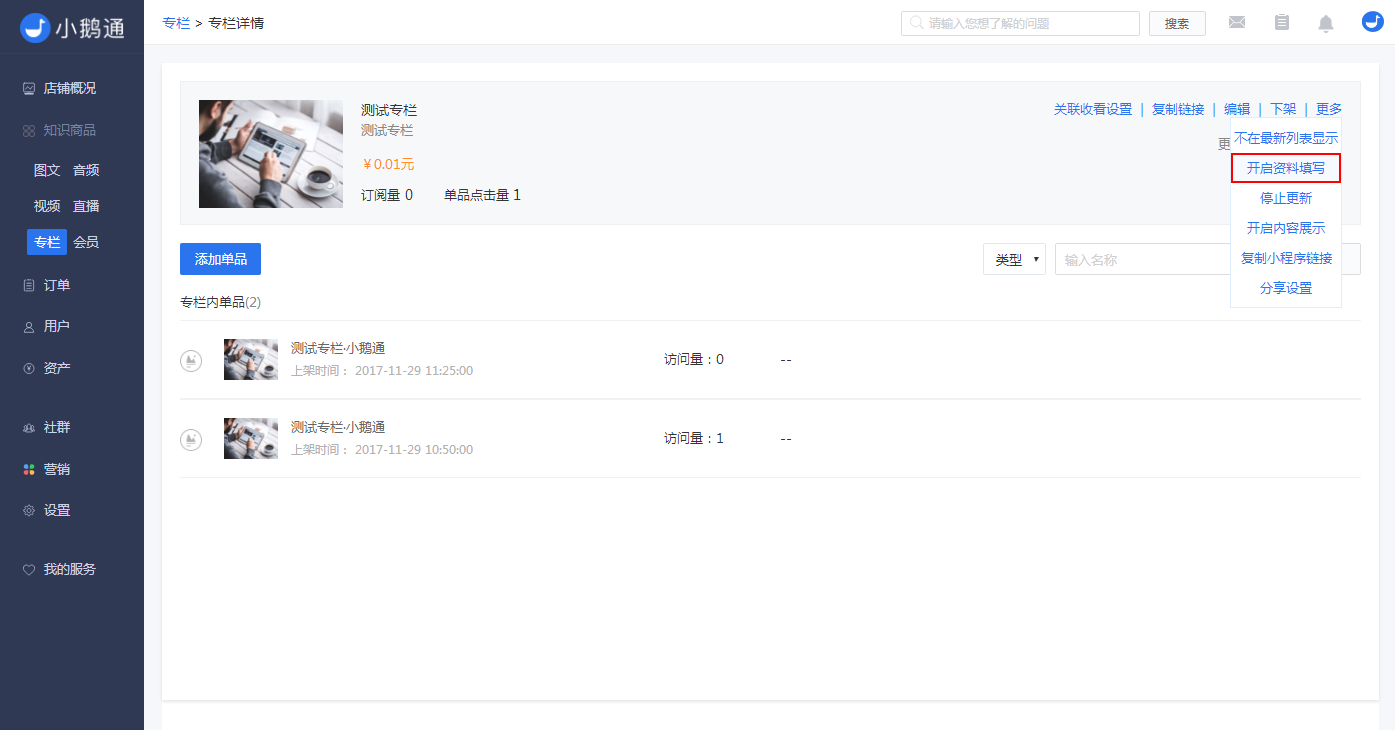 小鹅通
专栏 > 专栏详情
请输入您想了解的问题
搜索
店铺概况
知识商品
图文 音频
视频 直播
专栏 会员
订单
用户
资产
社群
营销
设置
我的服务
测试专栏
测试专栏
￥0.01元
订阅量 0 单品点击量 1
关联收看设置 | 复制链接 | 编辑 | 下架 | 更多
更
不在最新列表显示
开启资料填写
停止更新
开启内容展示
复制小程序链接
分享设置
添加单品
类型
输入名称
专栏内单品(2)
测试专栏·小鹅通
上架时间： 2017-11-29 11:25:00
访问量：0 --
测试专栏·小鹅通
上架时间： 2017-11-29 10:50:00
访问量：1 --